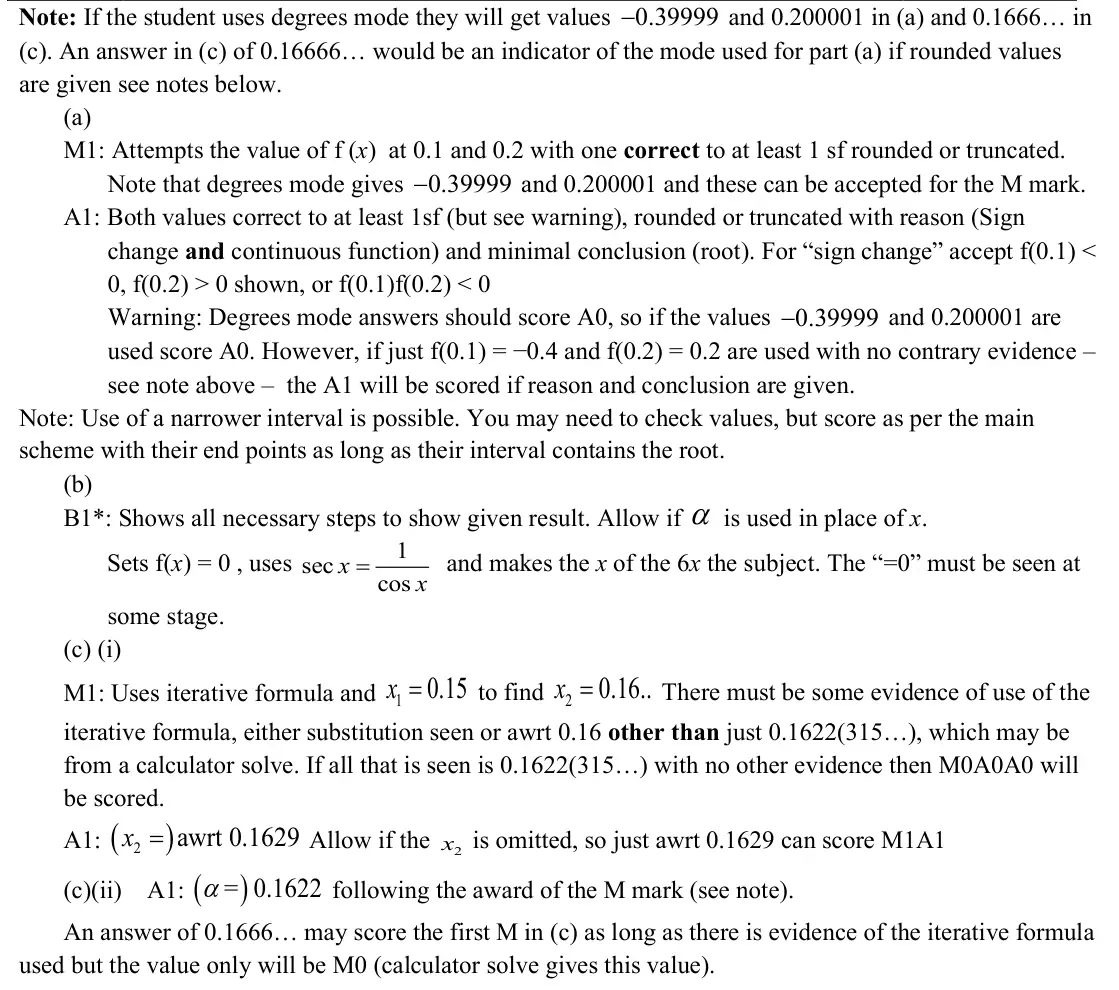 Note: If the student uses degrees mode they will get values −0.39999 and 0.200001 in (a) and 0.1666… in
(c). An answer in (c) of 0.16666… would be an indicator of the mode used for part (a) if rounded values
are given see notes below.
(a)
M1: Attempts the value of f (x) at 0.1 and 0.2 with one correct to at least 1 sf rounded or truncated.
Note that degrees mode gives −0.39999 and 0.200001 and these can be accepted for the M mark.
A1: Both values correct to at least 1sf (but see warning), rounded or truncated with reason (Sign
change and continuous function) and minimal conclusion (root). For “sign change” accept f(0.1) <
0, f(0.2) > 0 shown, or f(0.1)f(0.2) < 0
Warning: Degrees mode answers should score A0, so if the values −0.39999 and 0.200001 are
used score A0. However, if just f(0.1) = −0.4 and f(0.2) = 0.2 are used with no contrary evidence –
see note above – the A1 will be scored if reason and conclusion are given.
Note: Use of a narrower interval is possible. You may need to check values, but score as per the main
scheme with their end points as long as their interval contains the root.
(b)
B1*: Shows all necessary steps to show given result. Allow if α is used in place of x.
Sets f(x) = 0 , uses sec x = 1/cos x and makes the x of the 6x the subject. The “=0” must be seen at
some stage.
(c) (i)
M1: Uses iterative formula and x₁ = 0.15 to find x₂ = 0.16.. There must be some evidence of use of the
iterative formula, either substitution seen or awrt 0.16 other than just 0.1622(315…), which may be
from a calculator solve. If all that is seen is 0.1622(315…) with no other evidence then M0A0A0 will
be scored.
A1: (x₂ =) awrt 0.1629 Allow if the x₂ is omitted, so just awrt 0.1629 can score M1A1
(c)(ii) A1: (α =) 0.1622 following the award of the M mark (see note).
An answer of 0.1666… may score the first M in (c) as long as there is evidence of the iterative formula
used but the value only will be M0 (calculator solve gives this value).